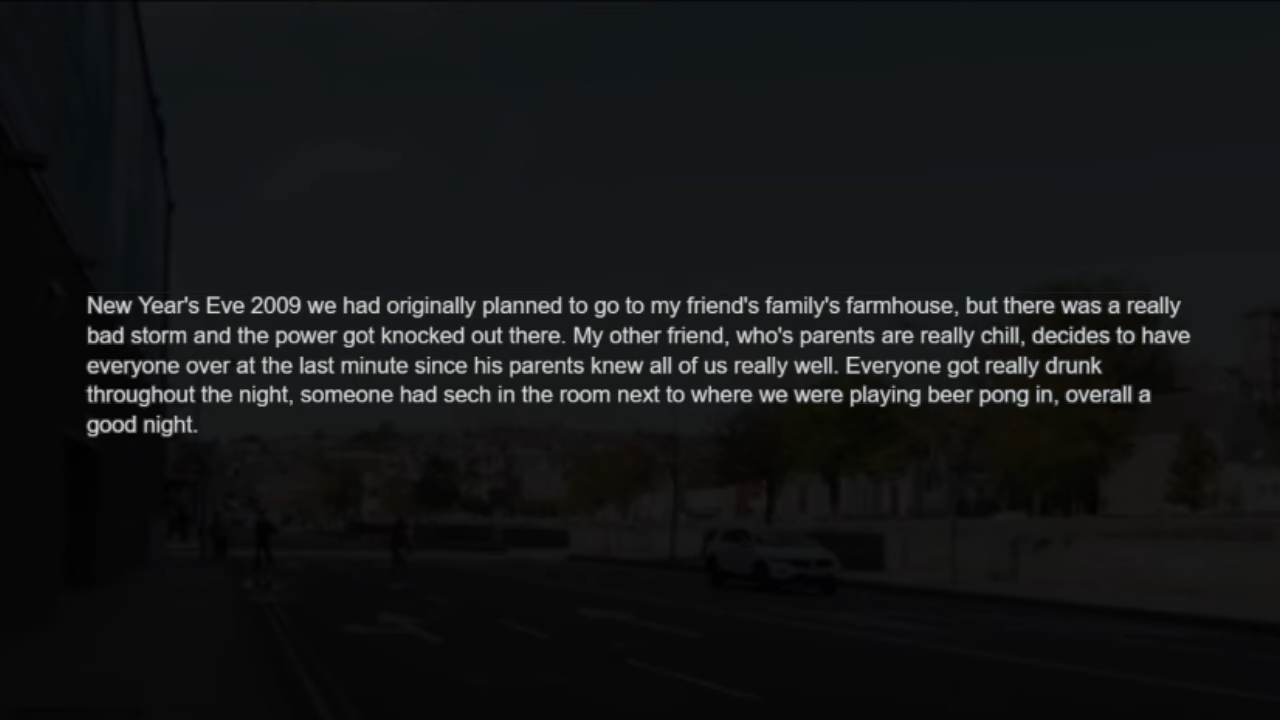 New Year's Eve 2009 we had originally planned to go to my friend's family's farmhouse, but there was a really
bad storm and the power got knocked out there. My other friend, who's parents are really chill, decides to have
everyone over at the last minute since his parents knew all of us really well. Everyone got really drunk
throughout the night, someone had sech in the room next to where we were playing beer pong in, overall a
good night.